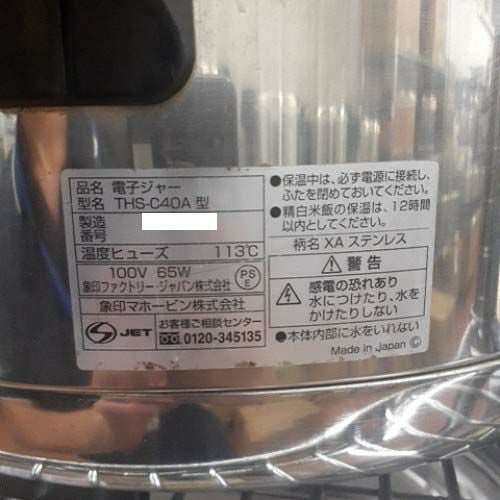 品名 電子ジャー
型名 THS-C40A 型
製造
番号
温度ヒューズ 113℃
100V 65W
象印ファクトリー・ジャパン株式会社
PS
E
象印マホービン株式会社
JET
お客様ご相談センター
0120-345135
●保温中は、必ず電源に接続し、
ふたを閉めておいてください。
●精白米飯の保温は、12時間
以内としてください。
柄名 XA ステンレス
警告
感電の恐れあり
水につけたり、水を
かけたりしない
●本体内部に水をいれない
Made in Japan Ⓒ